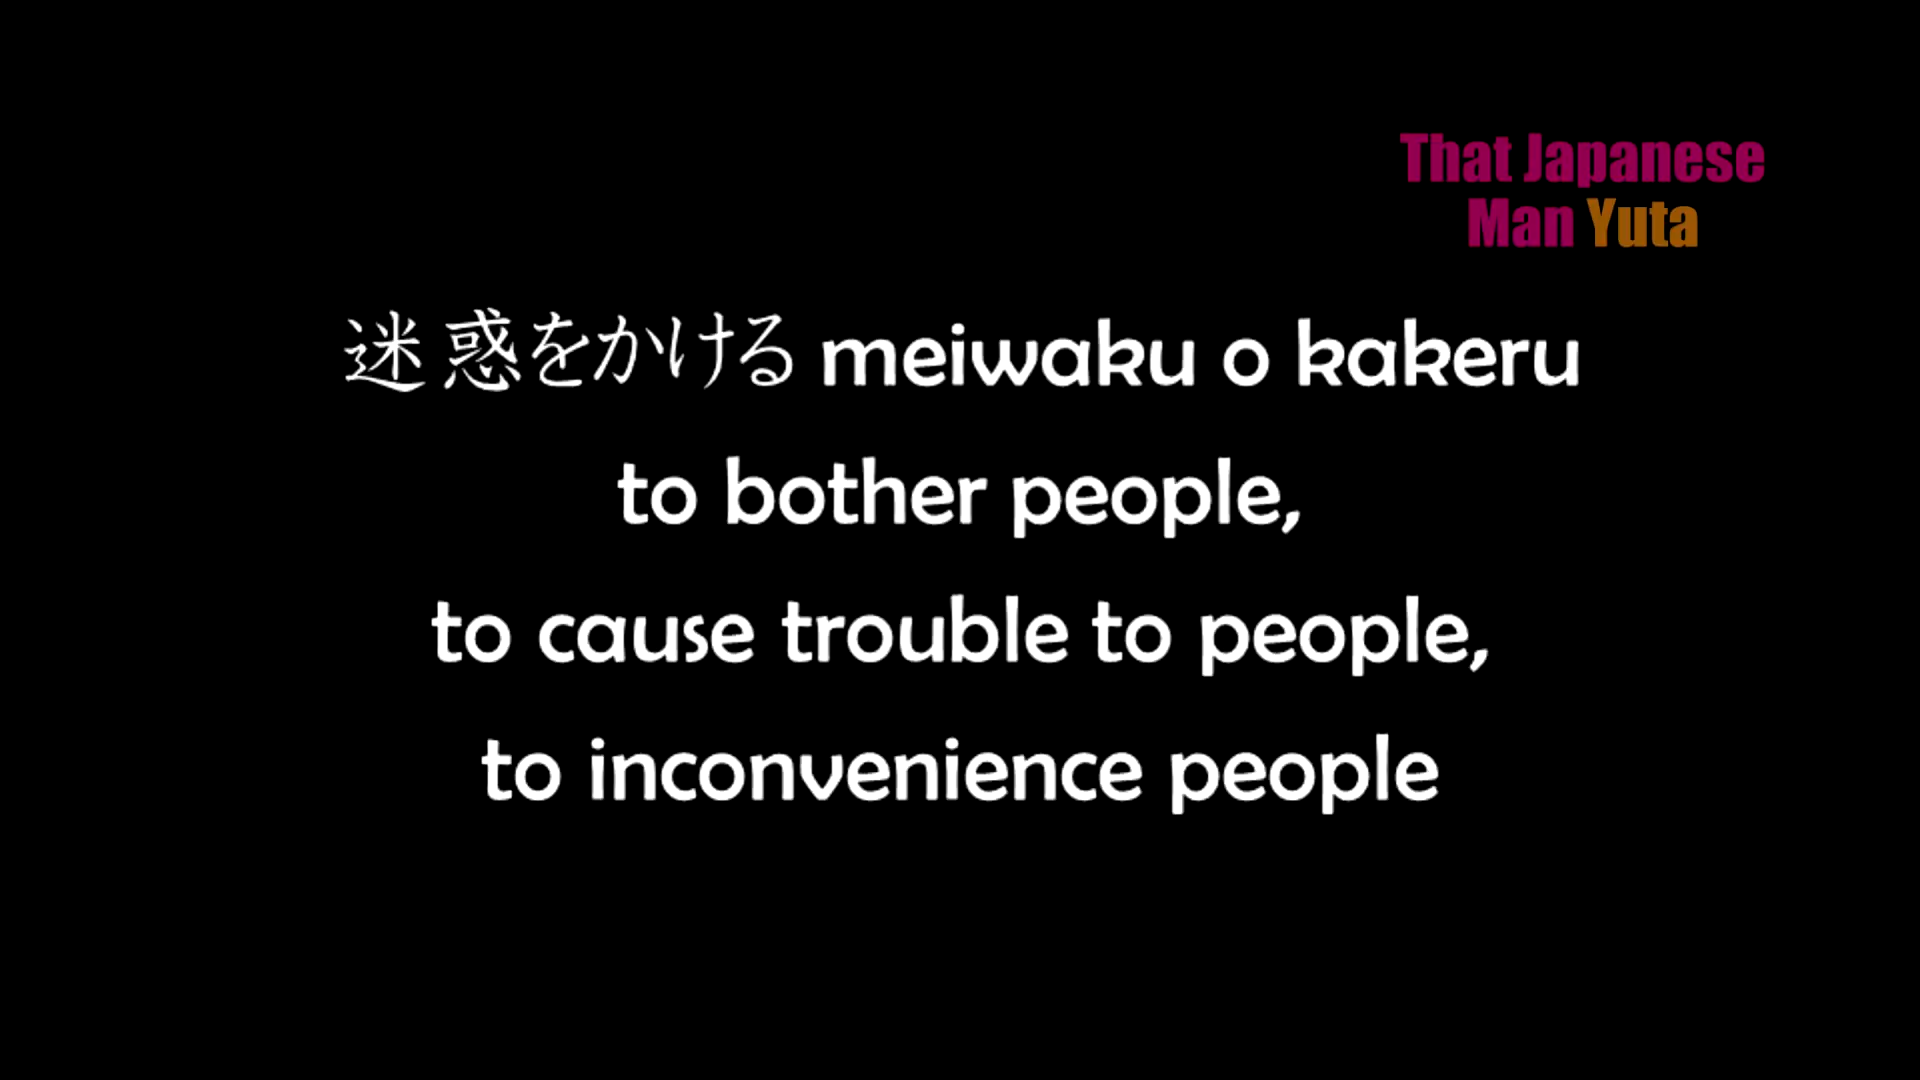 That Japanese
Man Yuta
迷惑をかける meiwaku o kakeru
to bother people,
to cause trouble to people,
to inconvenience people